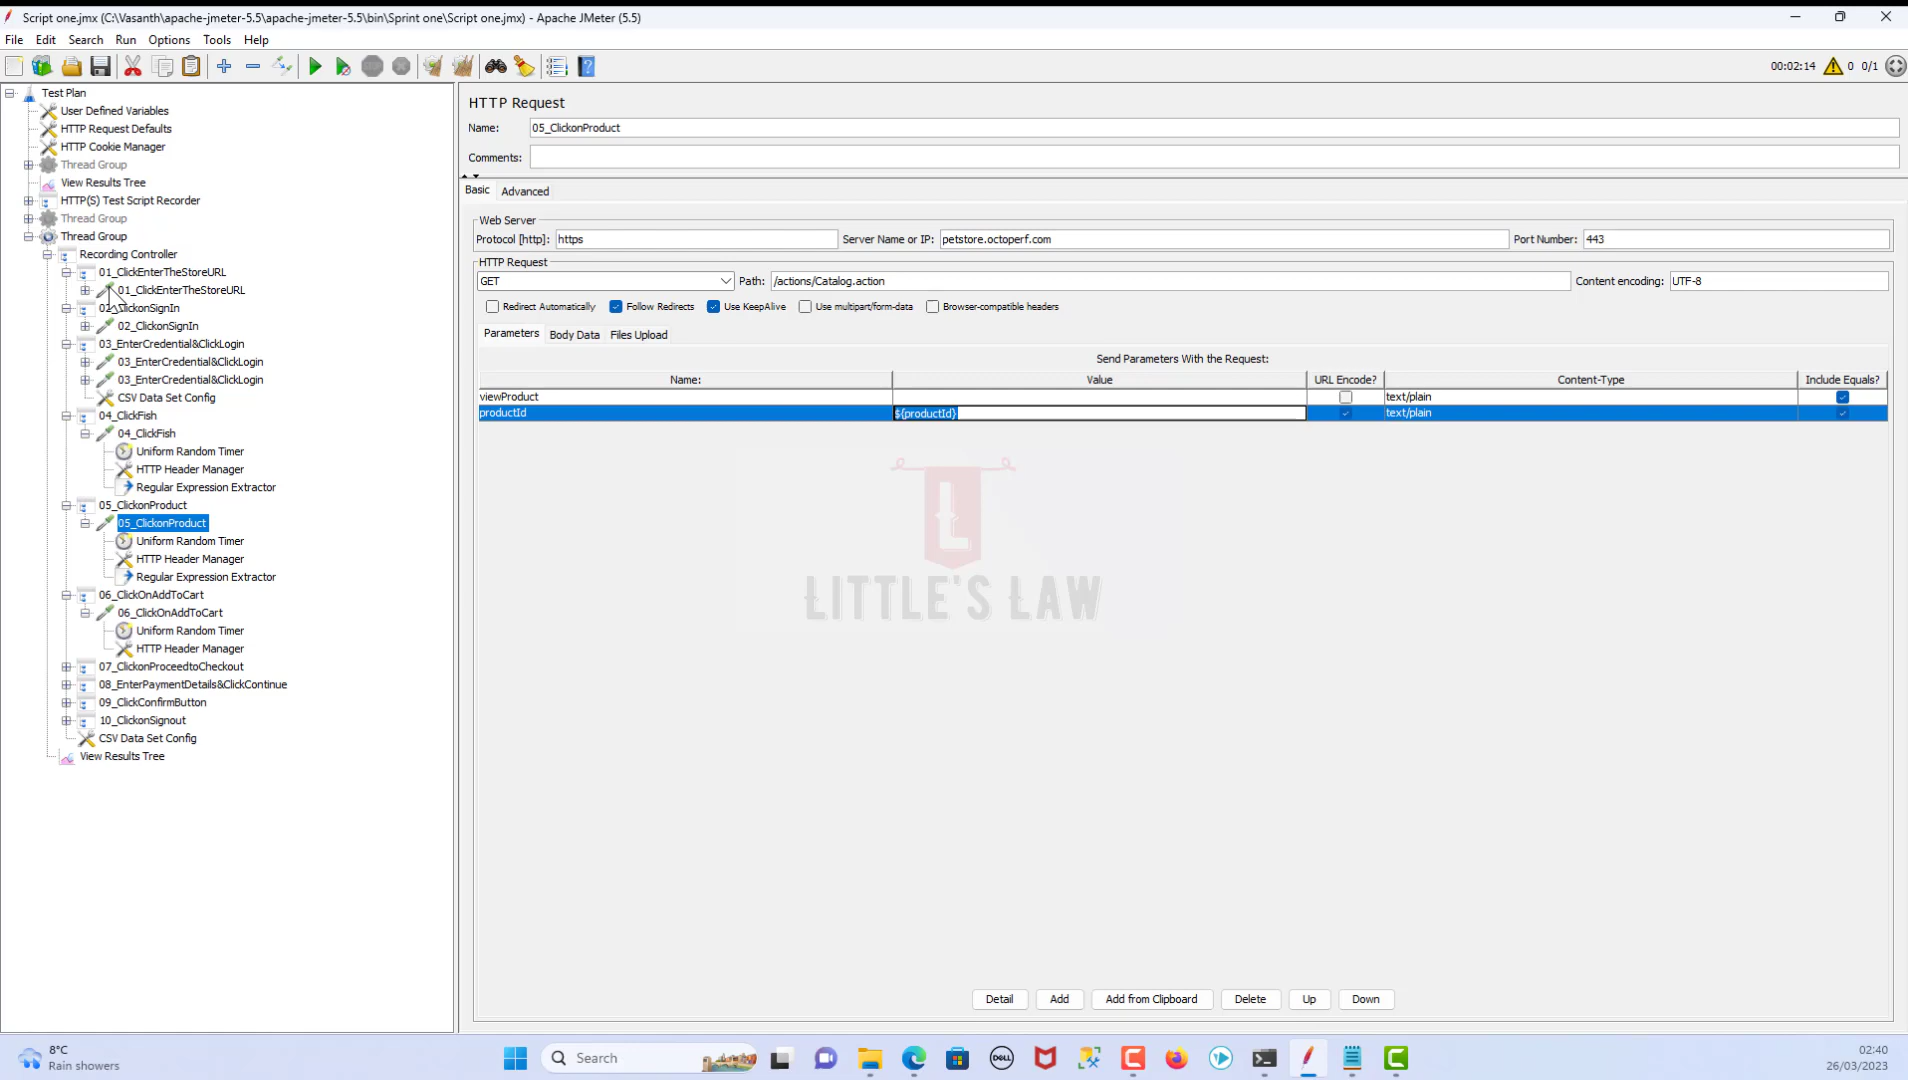 Script one.jmx (C:\Vasanth\apache-jmeter-5.5\apache-jmeter-5.5\bin\Sprint one\Script one.jmx) - Apache JMeter (5.5)
File Edit Search Run Options Tools Help
00:02:14 0 0/1
Test Plan
User Defined Variables
HTTP Request Defaults
HTTP Cookie Manager
Thread Group
View Results Tree
HTTP(S) Test Script Recorder
Thread Group
Thread Group
Recording Controller
01_ClickEnterTheStoreURL
01_ClickEnterTheStoreURL
02_ClickonSignIn
02_ClickonSignIn
03_EnterCredential&ClickLogin
03_EnterCredential&ClickLogin
03_EnterCredential&ClickLogin
CSV Data Set Config
04_ClickFish
04_ClickFish
Uniform Random Timer
HTTP Header Manager
Regular Expression Extractor
05_ClickonProduct
05_ClickonProduct
Uniform Random Timer
HTTP Header Manager
Regular Expression Extractor
06_ClickOnAddToCart
06_ClickOnAddToCart
Uniform Random Timer
HTTP Header Manager
07_ClickonProceedtoCheckout
08_EnterPaymentDetails&ClickContinue
09_ClickConfirmButton
10_ClickonSignout
CSV Data Set Config
View Results Tree
HTTP Request
Name: 05_ClickonProduct
Comments:
Basic Advanced
Web Server
Protocol [http]: https Server Name or IP: petstore.octoperf.com Port Number: 443
HTTP Request
GET Path: /actions/Catalog.action Content encoding: UTF-8
Redirect Automatically Follow Redirects Use KeepAlive Use multipart/form-data Browser-compatible headers
Parameters Body Data Files Upload
Send Parameters With the Request:
Name: Value URL Encode? Content-Type Include Equals?
viewProduct text/plain
productId ${productId} text/plain
L
LITTLE'S LAW
Detail Add Add from Clipboard Delete Up Down
8°C
Rain showers
Search
DELL
02:40
26/03/2023